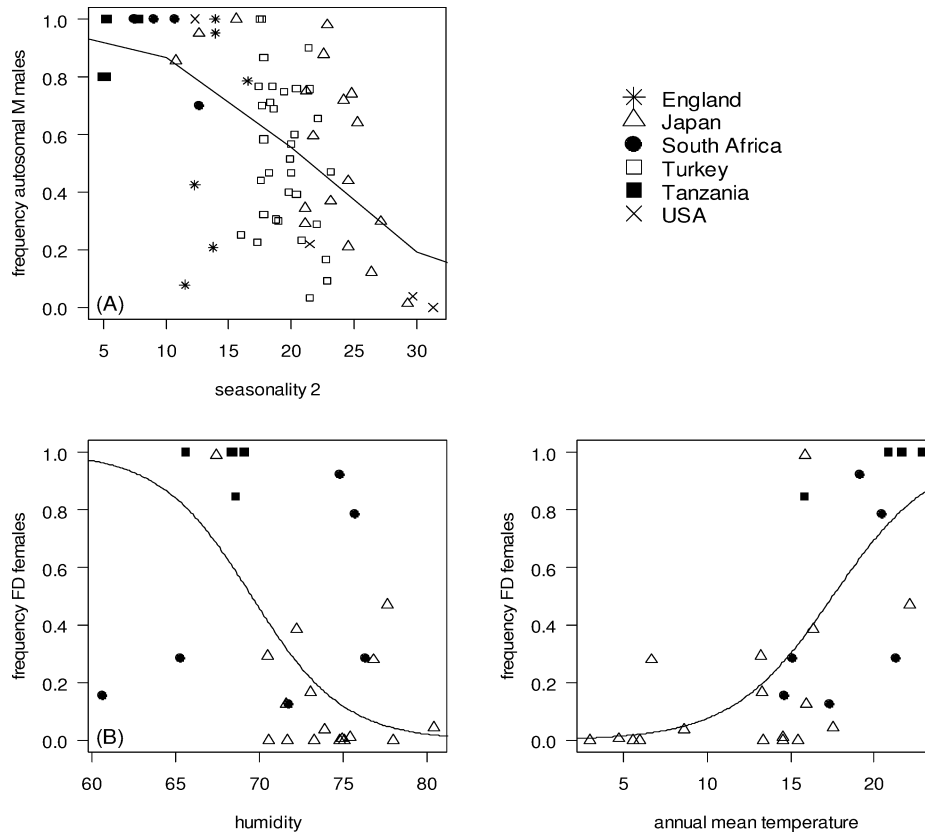 frequency autosomal M males
1.0
0.8
0.6
0.4
0.2
0.0
(A)
5 10 15 20 25 30
seasonality 2
England
Japan
South Africa
Turkey
Tanzania
USA
frequency FD females
1.0
0.8
0.6
0.4
0.2
0.0
(B)
60 65 70 75 80
humidity
frequency FD females
1.0
0.8
0.6
0.4
0.2
0.0
5 10 15 20
annual mean temperature